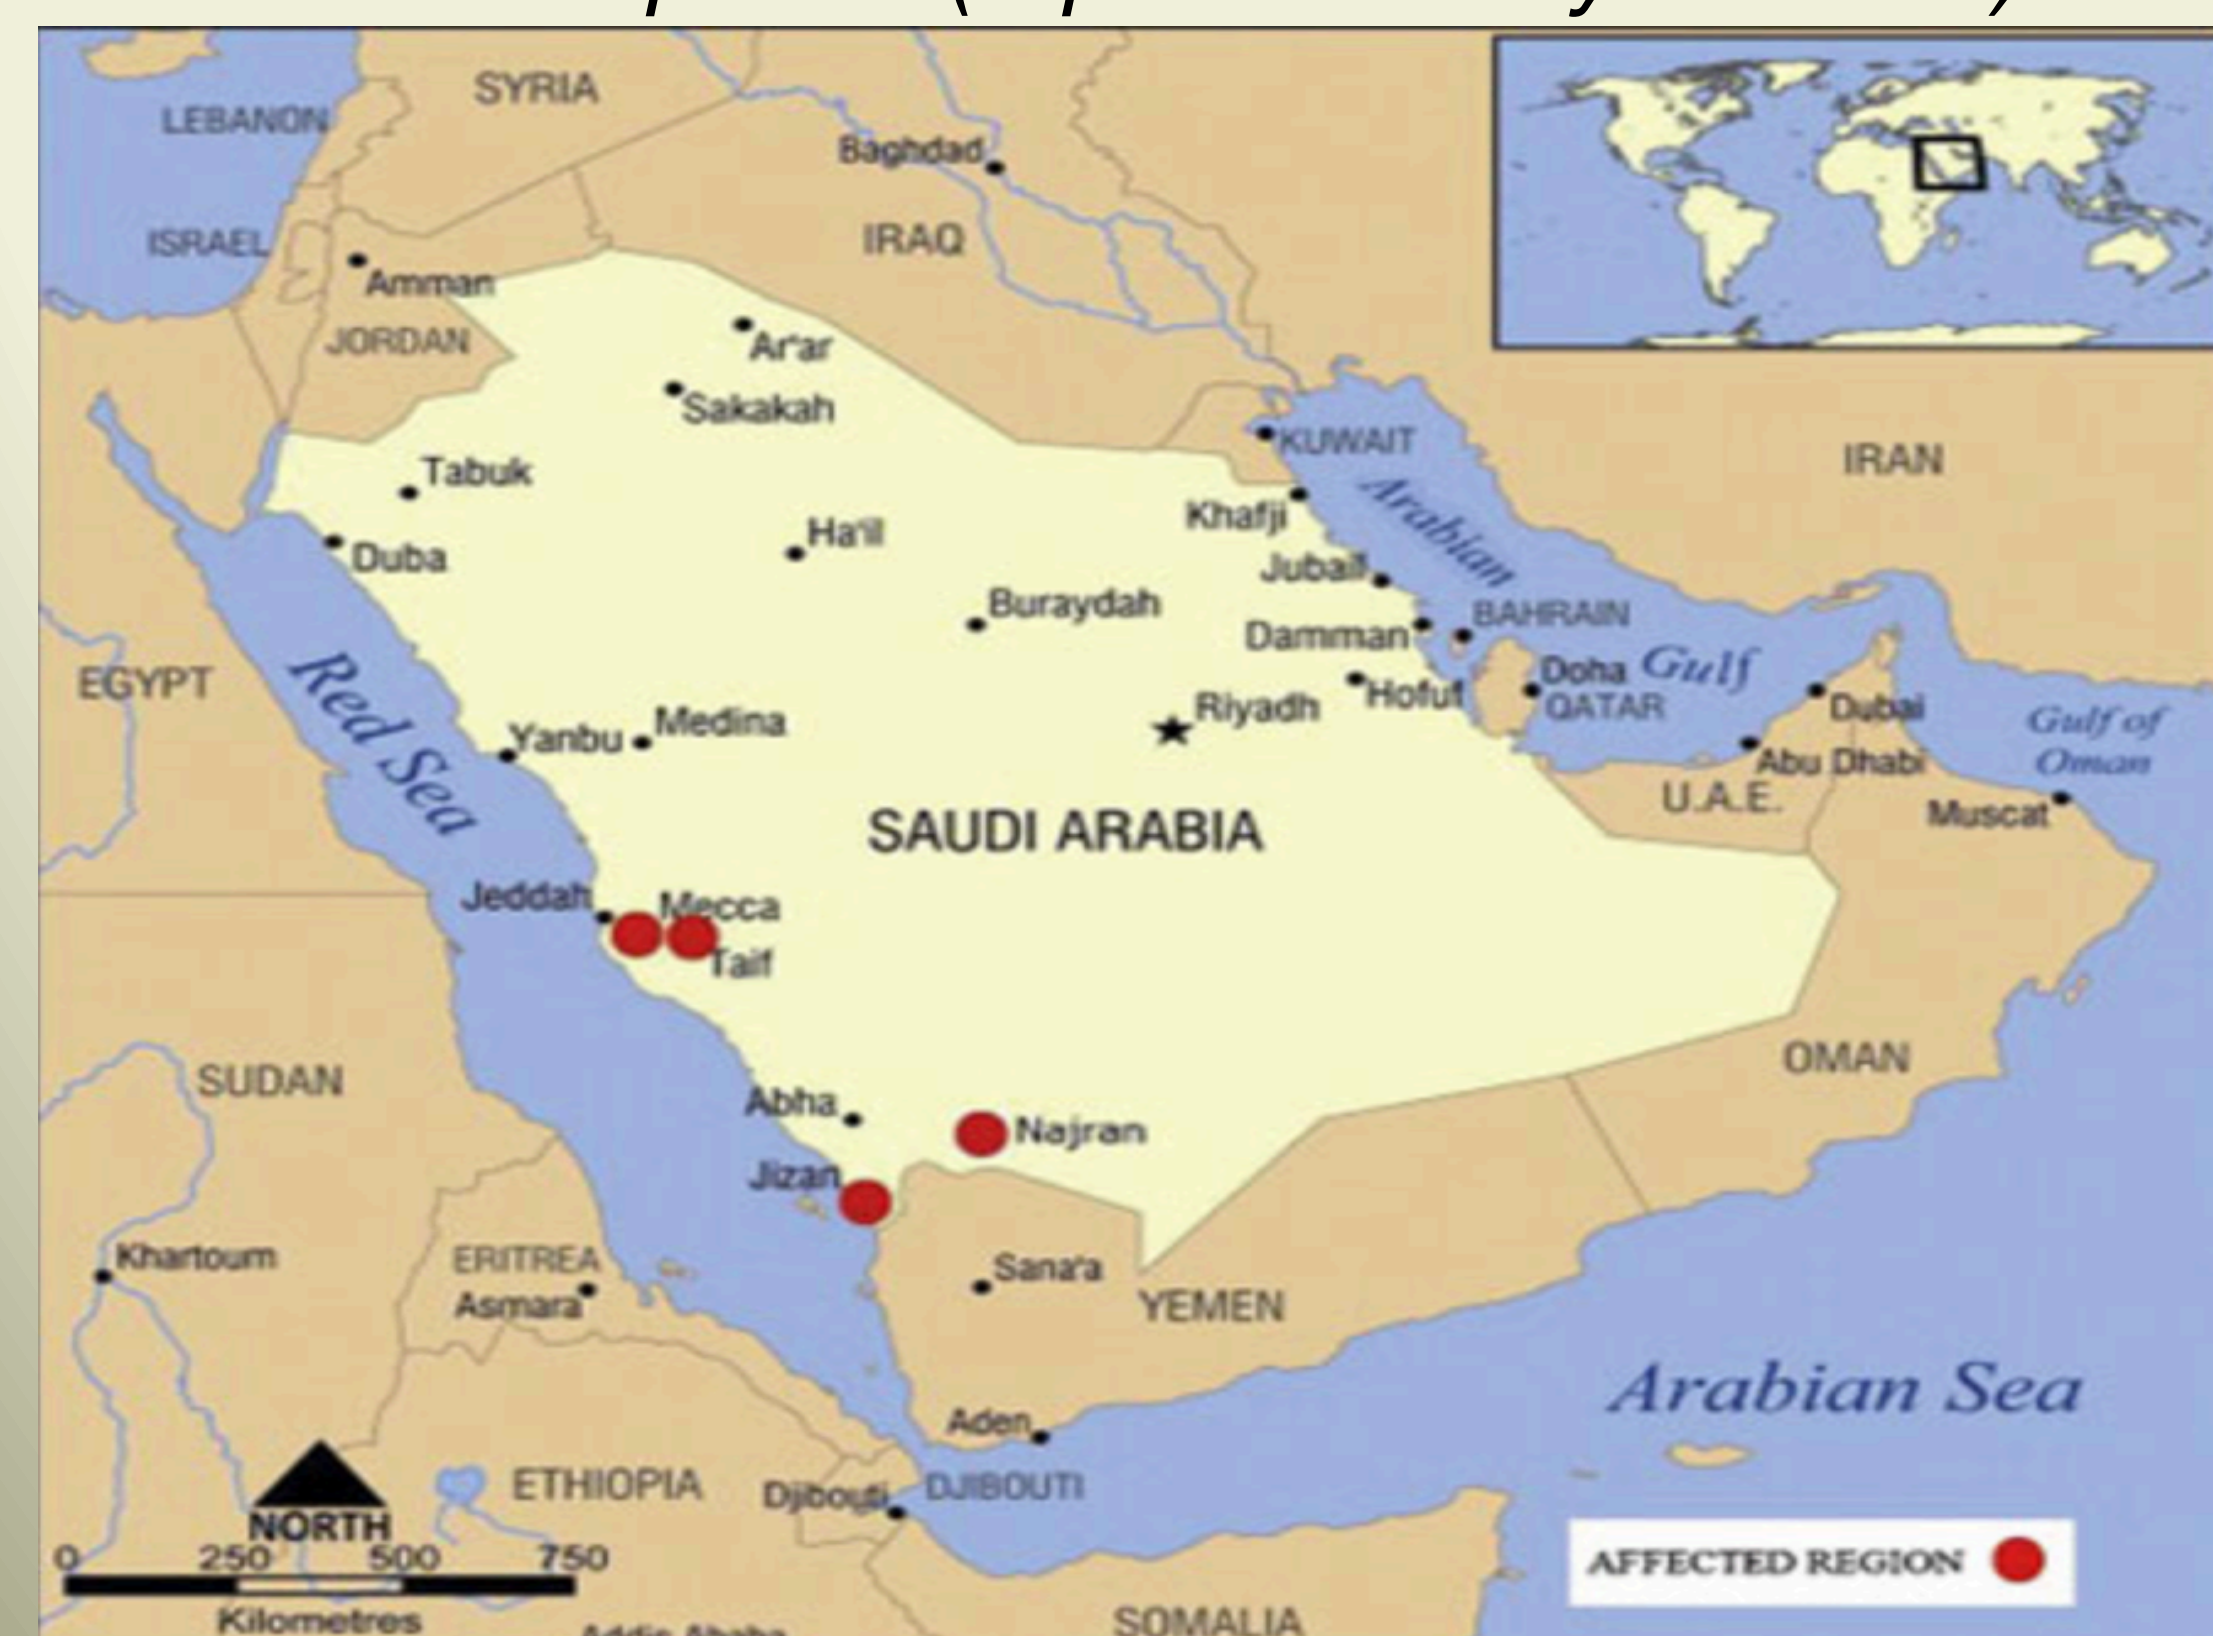 SYRIA
LEBANON
Baghdad
ISRAEL
IRAQ
Amman
JORDAN
Ar'ar
Sakakah
KUWAIT
IRAN
Tabuk
Khafji
Arabian
Gulf
Ha'il
Duba
Jubail
Buraydah
BAHRAIN
Damman
Doha
EGYPT
Red Sea
Hofuf
QATAR
Riyadh
Dubai
Medina
Yanbu
Gulf of
Oman
Abu Dhabi
U.A.E.
Muscat
SAUDI ARABIA
Jeddah
Mecca
Taif
OMAN
SUDAN
Abha
Najran
Jizan
Khartoum
ERITREA
Asmara
Sana'a
YEMEN
Arabian Sea
Aden
ETHIOPIA
Djibouti
DJIBOUTI
NORTH
0 250 500 750
Kilometres
AFFECTED REGION
SOMALIA
Addis Ababa